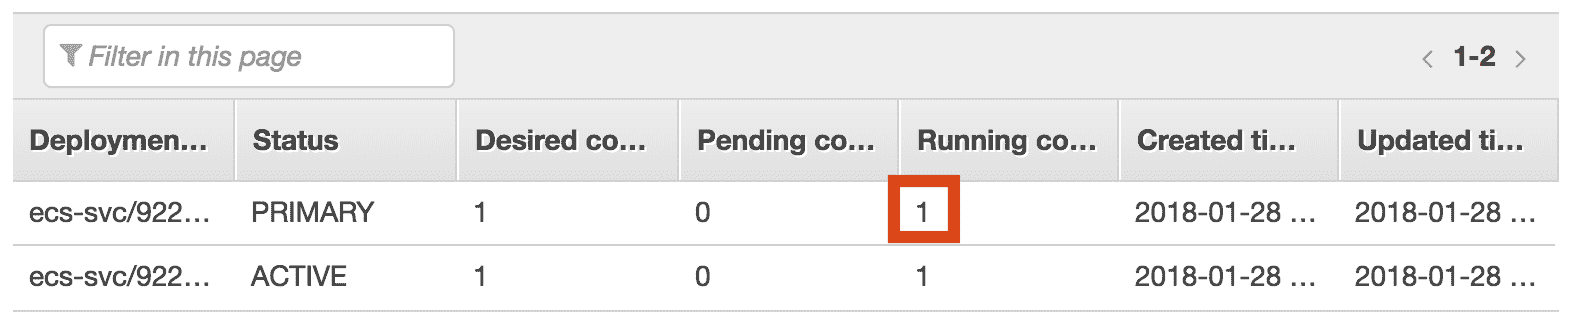 Filter in this page
< 1-2 >
Deploymen... Status Desired co... Pending co... Running co... Created ti... Updated ti...
ecs-svc/922... PRIMARY 1 0 1 2018-01-28 ... 2018-01-28 ...
ecs-svc/922... ACTIVE 1 0 1 2018-01-28 ... 2018-01-28 ...